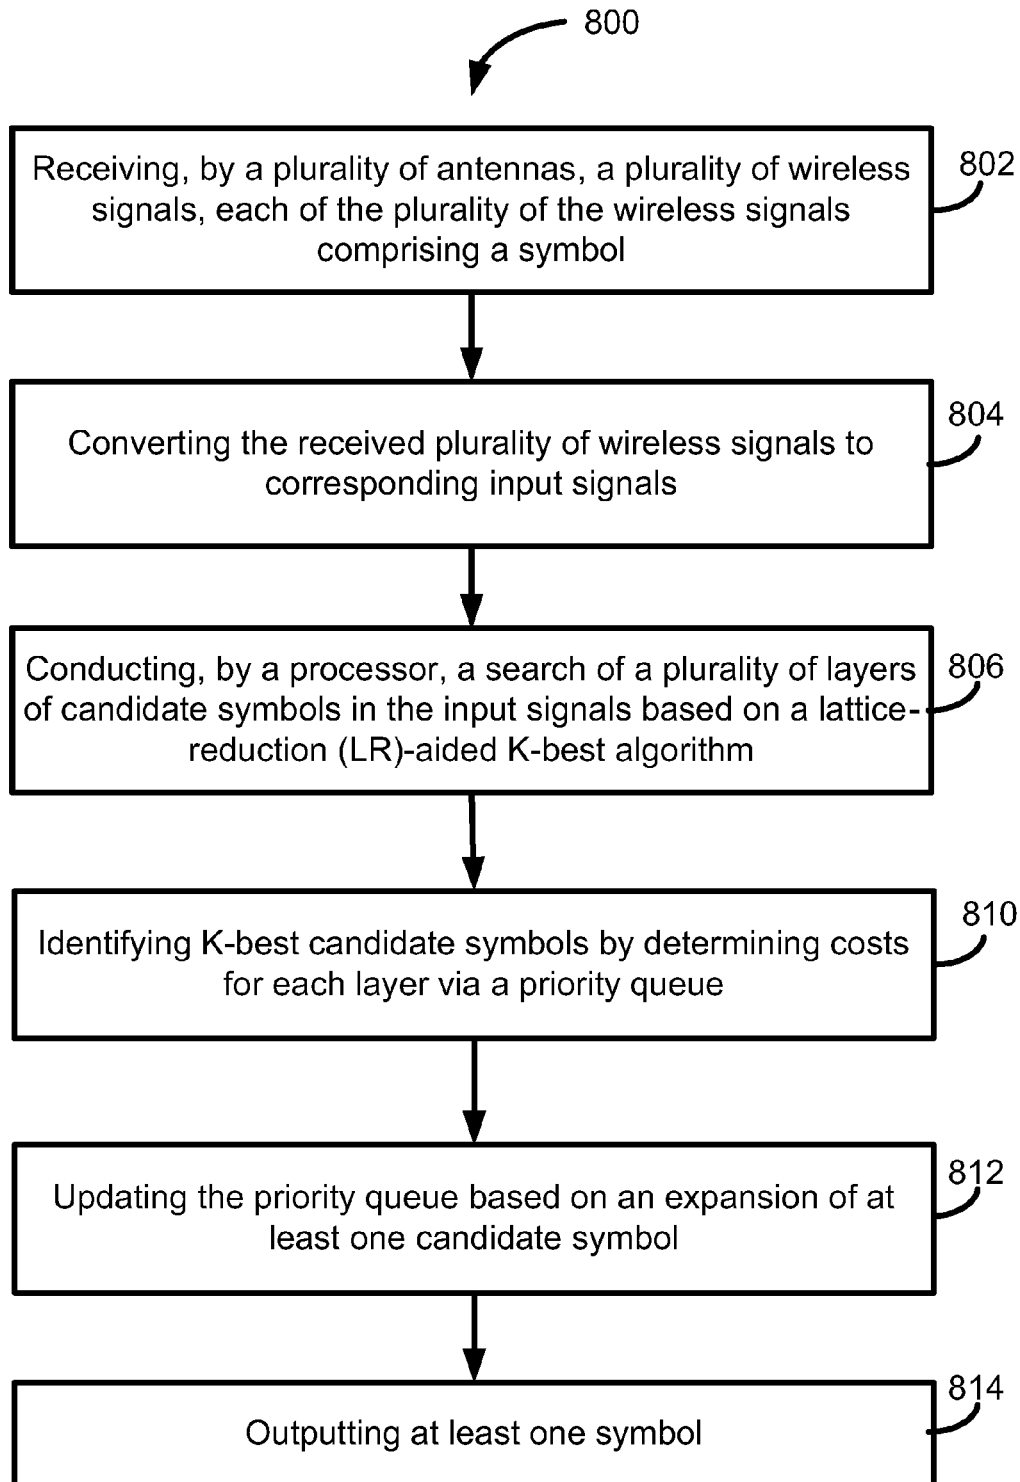 800
Receiving, by a plurality of antennas, a plurality of wireless
signals, each of the plurality of the wireless signals
comprising a symbol
802
Converting the received plurality of wireless signals to
corresponding input signals
804
Conducting, by a processor, a search of a plurality of layers
of candidate symbols in the input signals based on a lattice-
reduction (LR)-aided K-best algorithm
806
Identifying K-best candidate symbols by determining costs
for each layer via a priority queue
810
Updating the priority queue based on an expansion of at
least one candidate symbol
812
Outputting at least one symbol
814